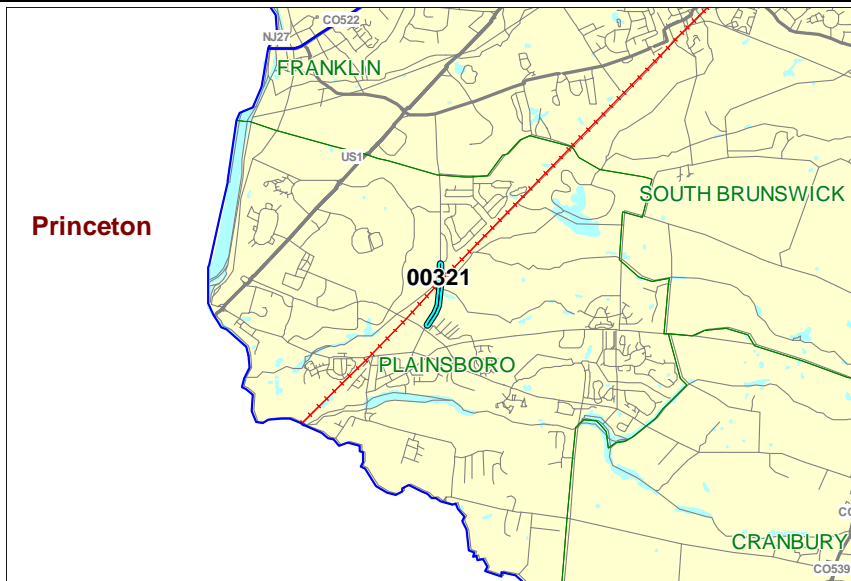 CO522
NJ27
FRANKLIN
US1
SOUTH BRUNSWICK
Princeton
00321
PLAINSBORO
CRANBURY
CO539